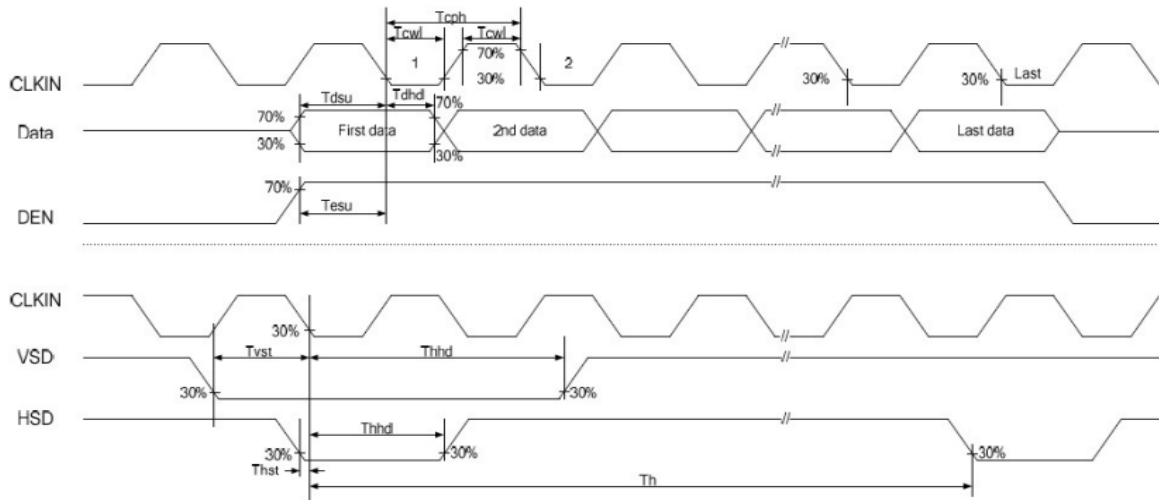 Tcph
Tcwl Tcwl
70%
1 2
30% 30% 30% Last
CLKIN
Tdsu Tdhd
70% 70%
Data First data 2nd data // Last data
30% 30%
70%
DEN Tesu
CLKIN
30%
VSD Tvst Thhd
30% 30%
HSD Thhd
30% 30% 30%
Thst
Th